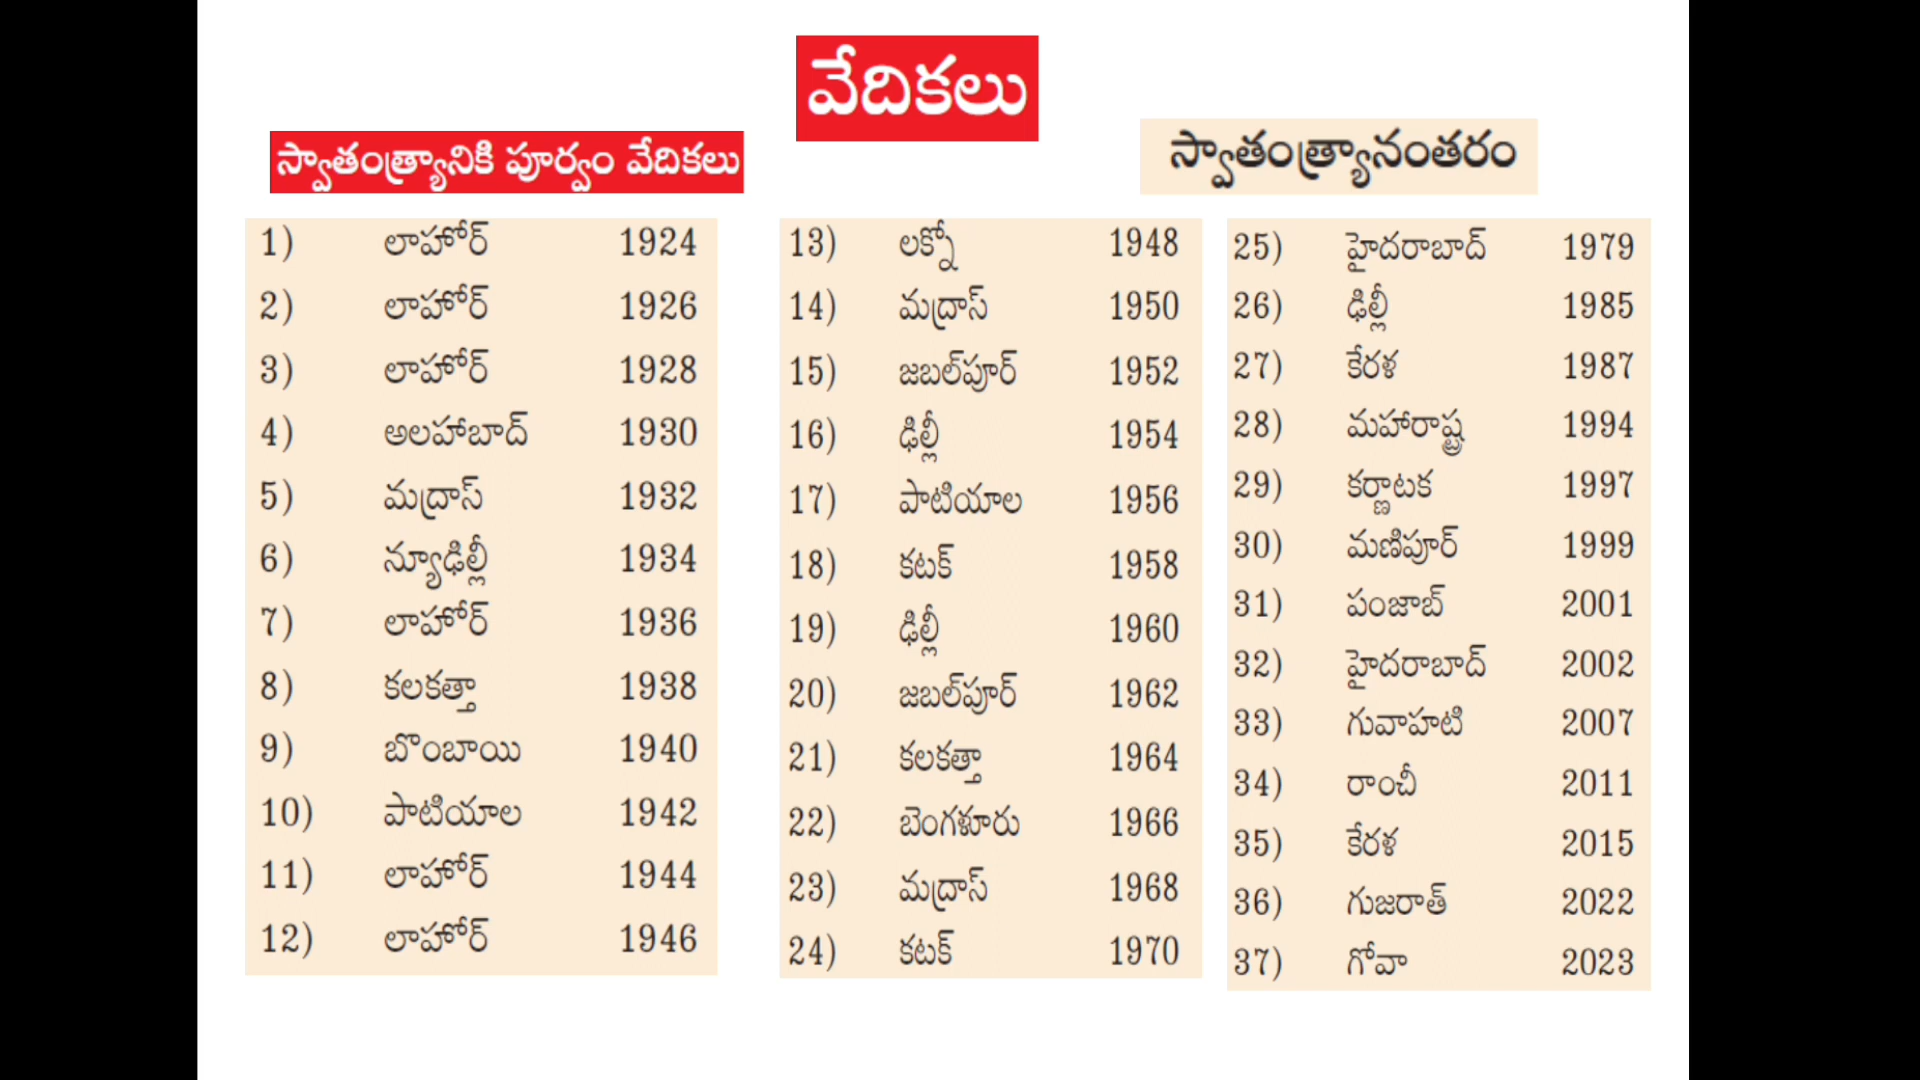 వేదికలు
స్వాతంత్ర్యానికి పూర్వం వేదికలు
1) లాహోర్ 1924
2) లాహోర్ 1926
3) లాహోర్ 1928
4) అలహాబాద్ 1930
5) మద్రాస్ 1932
6) న్యూఢిల్లీ 1934
7) లాహోర్ 1936
8) కలకత్తా 1938
9) బొంబాయి 1940
10) పాటియాల 1942
11) లాహోర్ 1944
12) లాహోర్ 1946
స్వాతంత్ర్యానంతరం
13) లక్నో 1948
14) మద్రాస్ 1950
15) జబల్‌పూర్ 1952
16) ఢిల్లీ 1954
17) పాటియాల 1956
18) కటక్ 1958
19) ఢిల్లీ 1960
20) జబల్‌పూర్ 1962
21) కలకత్తా 1964
22) బెంగళూరు 1966
23) మద్రాస్ 1968
24) కటక్ 1970
25) హైదరాబాద్ 1979
26) ఢిల్లీ 1985
27) కేరళ 1987
28) మహారాష్ట్ర 1994
29) కర్ణాటక 1997
30) మణిపూర్ 1999
31) పంజాబ్ 2001
32) హైదరాబాద్ 2002
33) గువాహటి 2007
34) రాంచీ 2011
35) కేరళ 2015
36) గుజరాత్ 2022
37) గోవా 2023